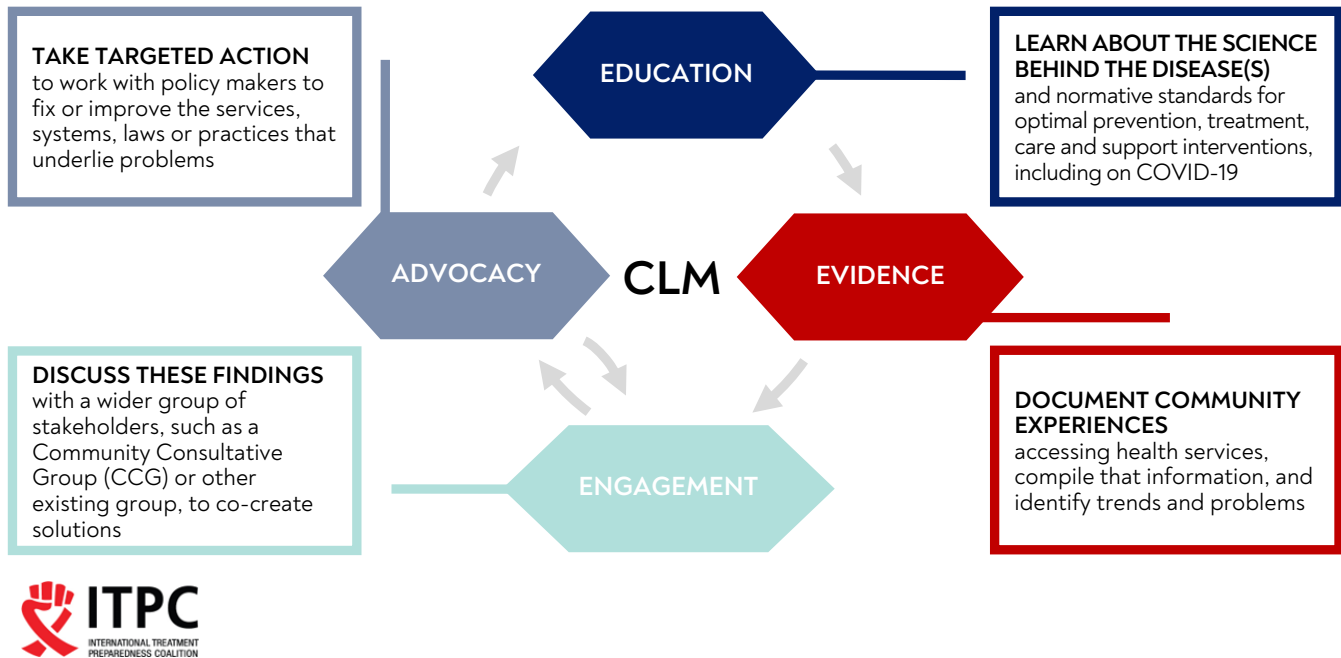 TAKE TARGETED ACTION
to work with policy makers to
fix or improve the services,
systems, laws or practices that
underlie problems
EDUCATION
LEARN ABOUT THE SCIENCE
BEHIND THE DISEASE(S)
and normative standards for
optimal prevention, treatment,
care and support interventions,
including on COVID-19
ADVOCACY
CLM
EVIDENCE
DISCUSS THESE FINDINGS
with a wider group of
stakeholders, such as a
Community Consultative
Group (CCG) or other
existing group, to co-create
solutions
ENGAGEMENT
DOCUMENT COMMUNITY
EXPERIENCES
accessing health services,
compile that information, and
identify trends and problems
ITPC
INTERNATIONAL TREATMENT
PREPAREDNESS COALITION